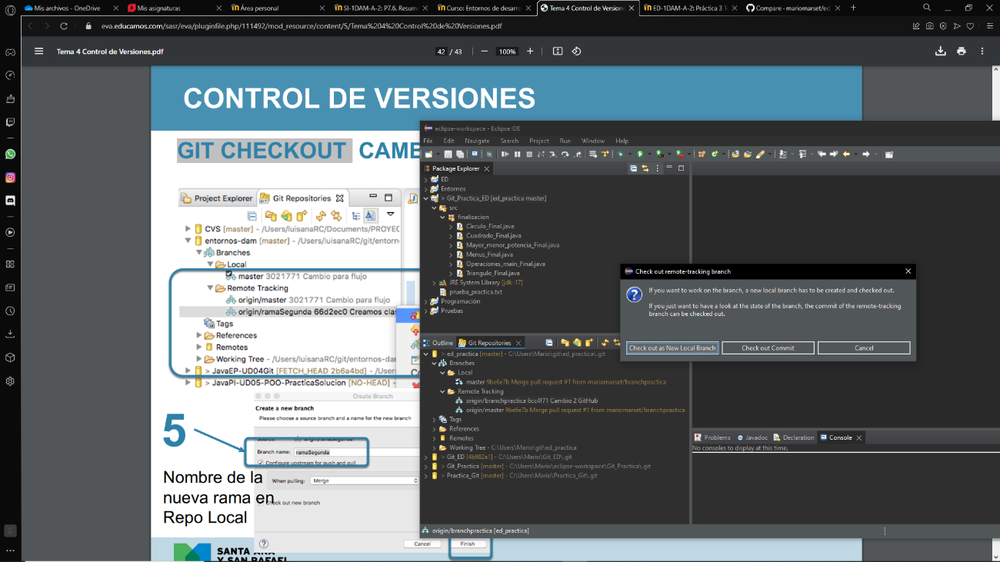 Mis archivos - OneDrive
Mis asignaturas
Área personal
SI-1DAM-A-2: P7.6. Resum
Curso: Entornos de desarro
Tema 4 Control de Version
ED-1DAM-A-2: Práctica 3 T
Compare - mariomarset/ed
eva.educamos.com/sasr/eva/pluginfile.php/111492/mod_resource/content/5/Tema%204%20Control%20de%20Versiones.pdf
Tema 4 Control de Versiones.pdf
42 / 43
100%
CONTROL DE VERSIONES
GIT CHECKOUT CAME
Project Explorer
Git Repositories
CVS [master] - /Users/luisanaRC/Documents/PROYEC
entornos-dam [master] - /Users/luisanaRC/git/entorn
Branches
Local
master 3021771 Cambio para flujo
Remote Tracking
origin/master 3021771 Cambio para flujo
origin/ramaSegunda 66d2ec0 Creamos clas
Tags
References
Remotes
Working Tree - /Users/luisanaRC/git/entornos-dam
> JavaEP-UD04Git [FETCH_HEAD 2b6a4bd] -
> JavaPI-UD05-POO-PracticaSolucion [NO-HEAD] -
Create Branch
Create a new branch
Please choose a source branch and a name for the new branch
5
Source:
origin/ramaSegunda
Branch name: ramaSegunda
Configure upstream for push and pull
When pulling: Merge
Check out new branch
Nombre de la
nueva rama en
Repo Local
Cancel
Finish
SANTA ANA
Y SAN RAFAEL
eclipse-workspace - Eclipse IDE
File Edit Navigate Search Project Run Window Help
Package Explorer
ED
Entornos
> Git_Practica_ED [ed_practica master]
src
finalizacion
Circulo_Final.java
Cuadrado_Final.java
Mayor_menor_potencia_Final.java
Menus_Final.java
Operaciones_main_Final.java
Triangulo_Final.java
JRE System Library [jdk-17]
prueba_practica.txt
Programación
Pruebas
Outline
Git Repositories
> ed_practica [master] - C:\Users\Mario\git\ed_practica\.git
Branches
Local
master 9be6e7b Merge pull request #1 from mariomarset/branchpractica
Remote Tracking
origin/branchpractica 6cc4f71 Cambio 2 GitHub
origin/master 9be6e7b Merge pull request #1 from mariomarset/branchpractica
Tags
References
Remotes
Working Tree - C:\Users\Mario\git\ed_practica
> Git_ED [4b982a1] - C:\Users\Mario\Git_ED\.git
> Git_Practica [master] - C:\Users\Mario\eclipse-workspace\Git_Practica\.git
> Practica_Git [master] - C:\Users\Mario\Practica_Git\.git
origin/branchpractica [ed_practica]
Check out remote-tracking branch
If you want to work on the branch, a new local branch has to be created and checked out.
If you just want to have a look at the state of the branch, the commit of the remote-tracking
branch can be checked out.
Check out as New Local Branch
Check out Commit
Cancel
Problems
Javadoc
Declaration
Console
No consoles to display at this time.